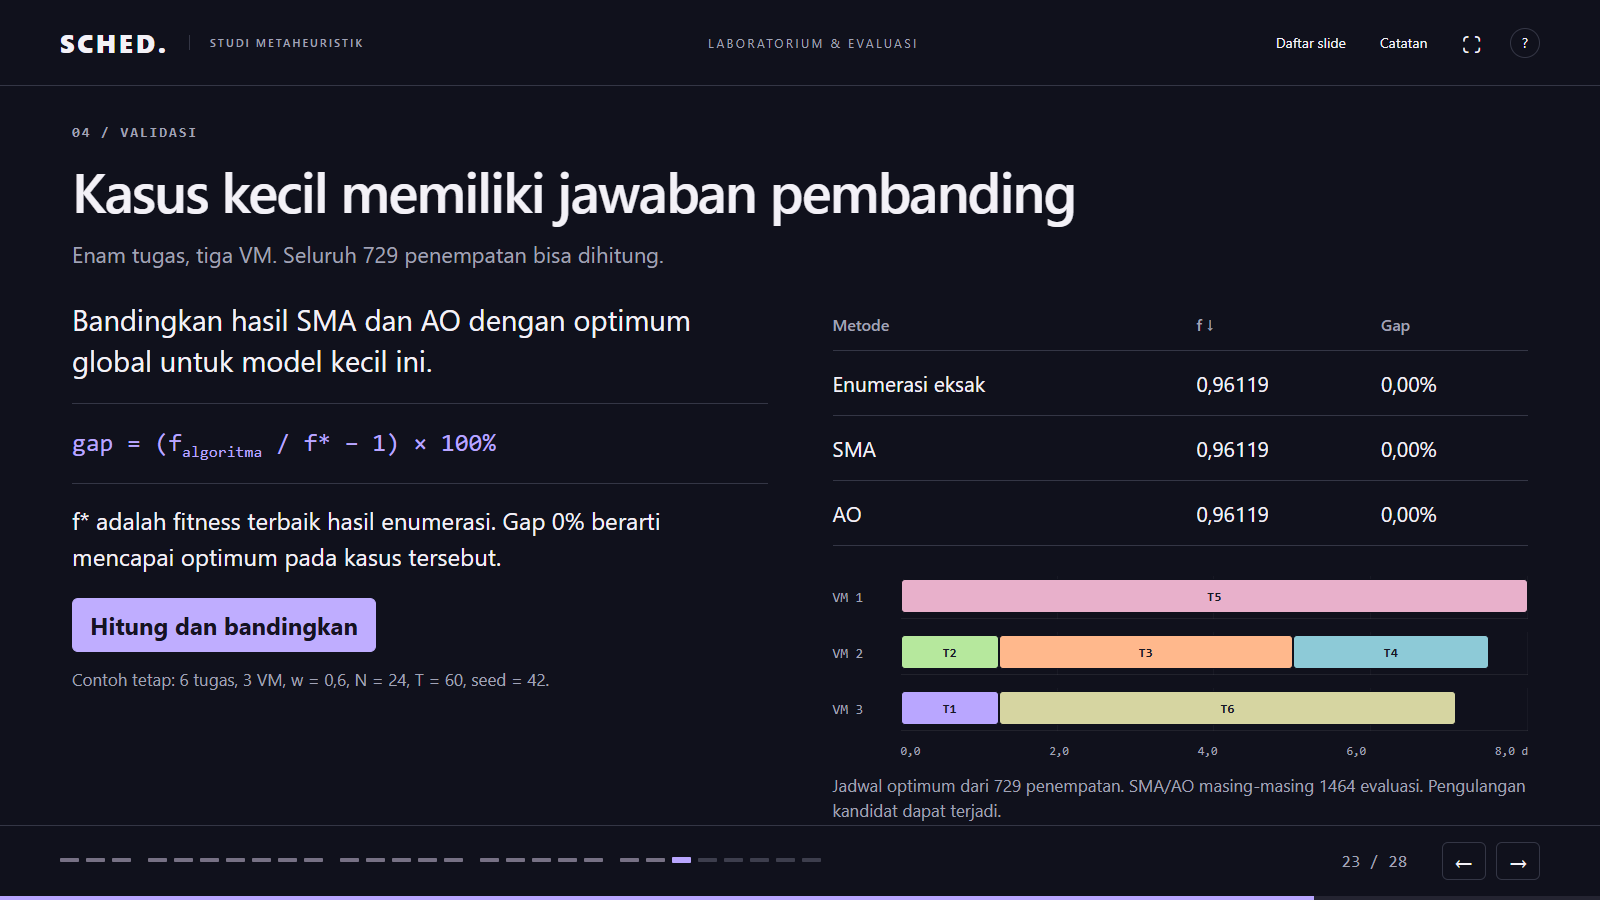 SCHED.
STUDI METAHEURISTIK
LABORATORIUM & EVALUASI
Daftar slide
Catatan
?
04 / VALIDASI
Kasus kecil memiliki jawaban pembanding
Enam tugas, tiga VM. Seluruh 729 penempatan bisa dihitung.
Bandingkan hasil SMA dan AO dengan optimum
global untuk model kecil ini.
gap = (falgoritma / f* − 1) × 100%
f* adalah fitness terbaik hasil enumerasi. Gap 0% berarti
mencapai optimum pada kasus tersebut.
Hitung dan bandingkan
Contoh tetap: 6 tugas, 3 VM, w = 0,6, N = 24, T = 60, seed = 42.
Metode f ↓ Gap
Enumerasi eksak 0,96119 0,00%
SMA 0,96119 0,00%
AO 0,96119 0,00%
VM 1 T5
VM 2 T2 T3 T4
VM 3 T1 T6
0,0 2,0 4,0 6,0 8,0 d
Jadwal optimum dari 729 penempatan. SMA/AO masing-masing 1464 evaluasi. Pengulangan
kandidat dapat terjadi.
23 / 28
← →